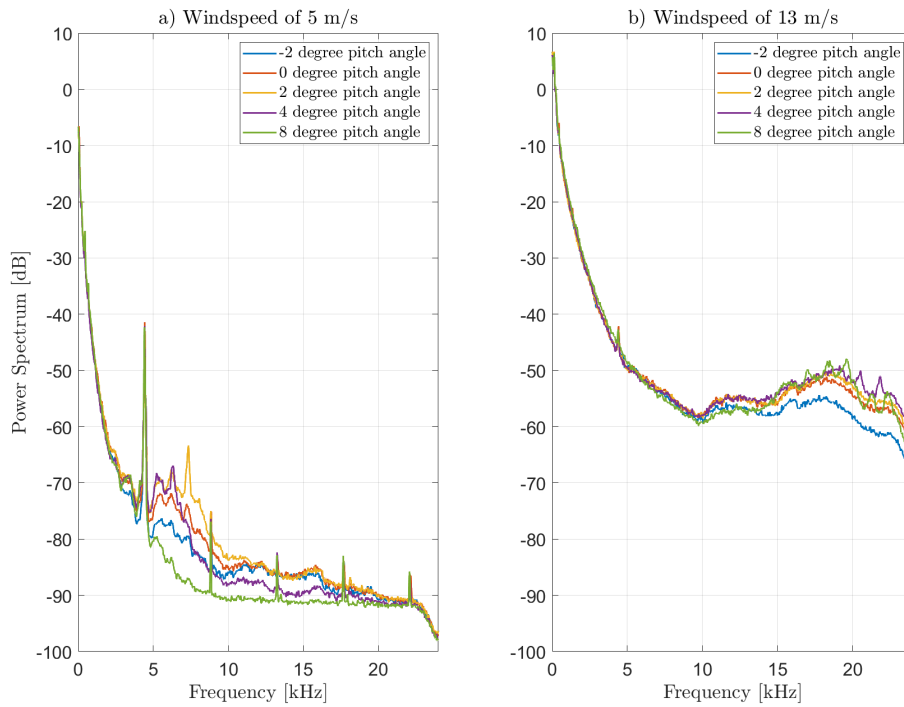 a) Windspeed of 5 m/s
10
0
-10
-20
-30
-40
-50
-60
-70
-80
-90
-100
Power Spectrum [dB]
-2 degree pitch angle
0 degree pitch angle
2 degree pitch angle
4 degree pitch angle
8 degree pitch angle
0 5 10 15 20
Frequency [kHz]
b) Windspeed of 13 m/s
10
0
-10
-20
-30
-40
-50
-60
-70
-80
-90
-100
-2 degree pitch angle
0 degree pitch angle
2 degree pitch angle
4 degree pitch angle
8 degree pitch angle
0 5 10 15 20
Frequency [kHz]